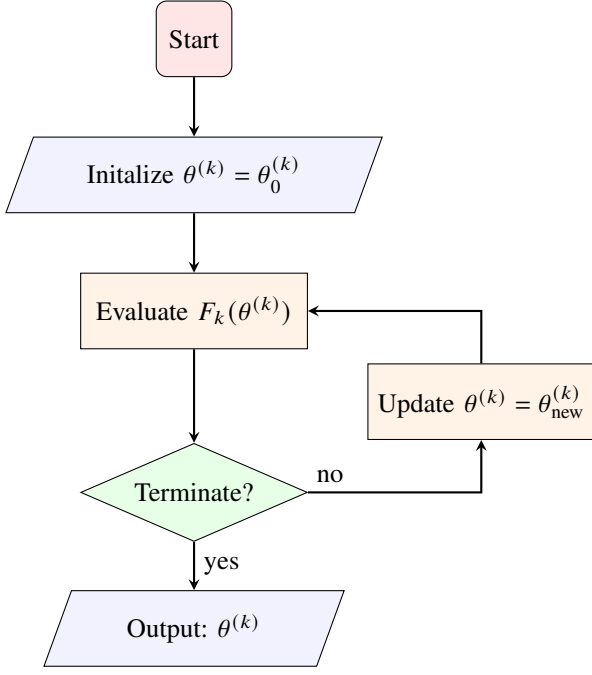 Start
Initalize θ^(k) = θ_0^(k)
Evaluate F_k(θ^(k))
Update θ^(k) = θ_new^(k)
Terminate?
no
yes
Output: θ^(k)